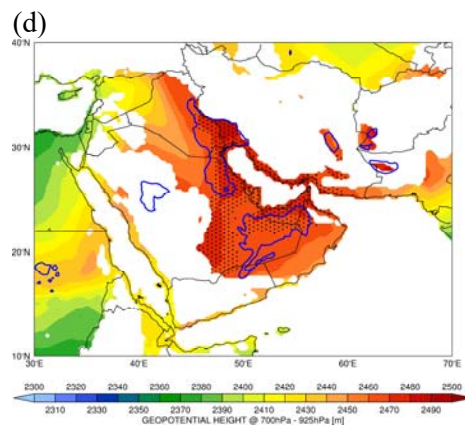 (d)
40°N
30°N
20°N
10°N
30°E 40°E 50°E 60°E 70°E
2300 2320 2340 2360 2380 2400 2420 2440 2460 2480 2500
2310 2330 2350 2370 2390 2410 2430 2450 2470 2490
GEOPOTENTIAL HEIGHT @ 700hPa - 925hPa [m]